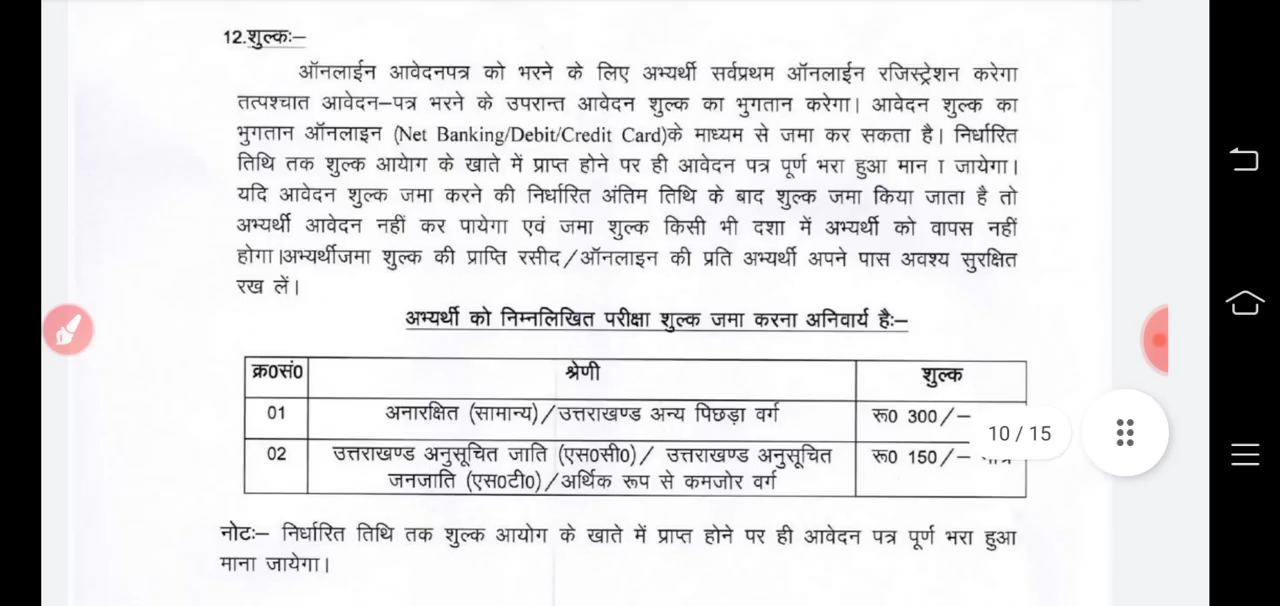 12.शुल्कः–
ऑनलाईन आवेदनपत्र को भरने के लिए अभ्यर्थी सर्वप्रथम ऑनलाईन रजिस्ट्रेशन करेगा
तत्पश्चात आवेदन–पत्र भरने के उपरान्त आवेदन शुल्क का भुगतान करेगा। आवेदन शुल्क का
भुगतान ऑनलाइन (Net Banking/Debit/Credit Card)के माध्यम से जमा कर सकता है। निर्धारित
तिथि तक शुल्क आयेाग के खाते में प्राप्त होने पर ही आवेदन पत्र पूर्ण भरा हुआ मान ा जायेगा।
यदि आवेदन शुल्क जमा करने की निर्धारित अंतिम तिथि के बाद शुल्क जमा किया जाता है तो
अभ्यर्थी आवेदन नहीं कर पायेगा एवं जमा शुल्क किसी भी दशा में अभ्यर्थी को वापस नहीं
होगा।अभ्यर्थीजमा शुल्क की प्राप्ति रसीद/ऑनलाइन की प्रति अभ्यर्थी अपने पास अवश्य सुरक्षित
रख लें।
अभ्यर्थी को निम्नलिखित परीक्षा शुल्क जमा करना अनिवार्य हैः–
क्र0सं0 श्रेणी शुल्क
01 अनारक्षित (सामान्य)/उत्तराखण्ड अन्य पिछड़ा वर्ग रू0 300/–
10 / 15
02 उत्तराखण्ड अनुसूचित जाति (एस0सी0)/ उत्तराखण्ड अनुसूचित रू0 150/–
जनजाति (एस0टी0)/आर्थिक रूप से कमजोर वर्ग
नोटः– निर्धारित तिथि तक शुल्क आयोग के खाते में प्राप्त होने पर ही आवेदन पत्र पूर्ण भरा हुआ
माना जायेगा।